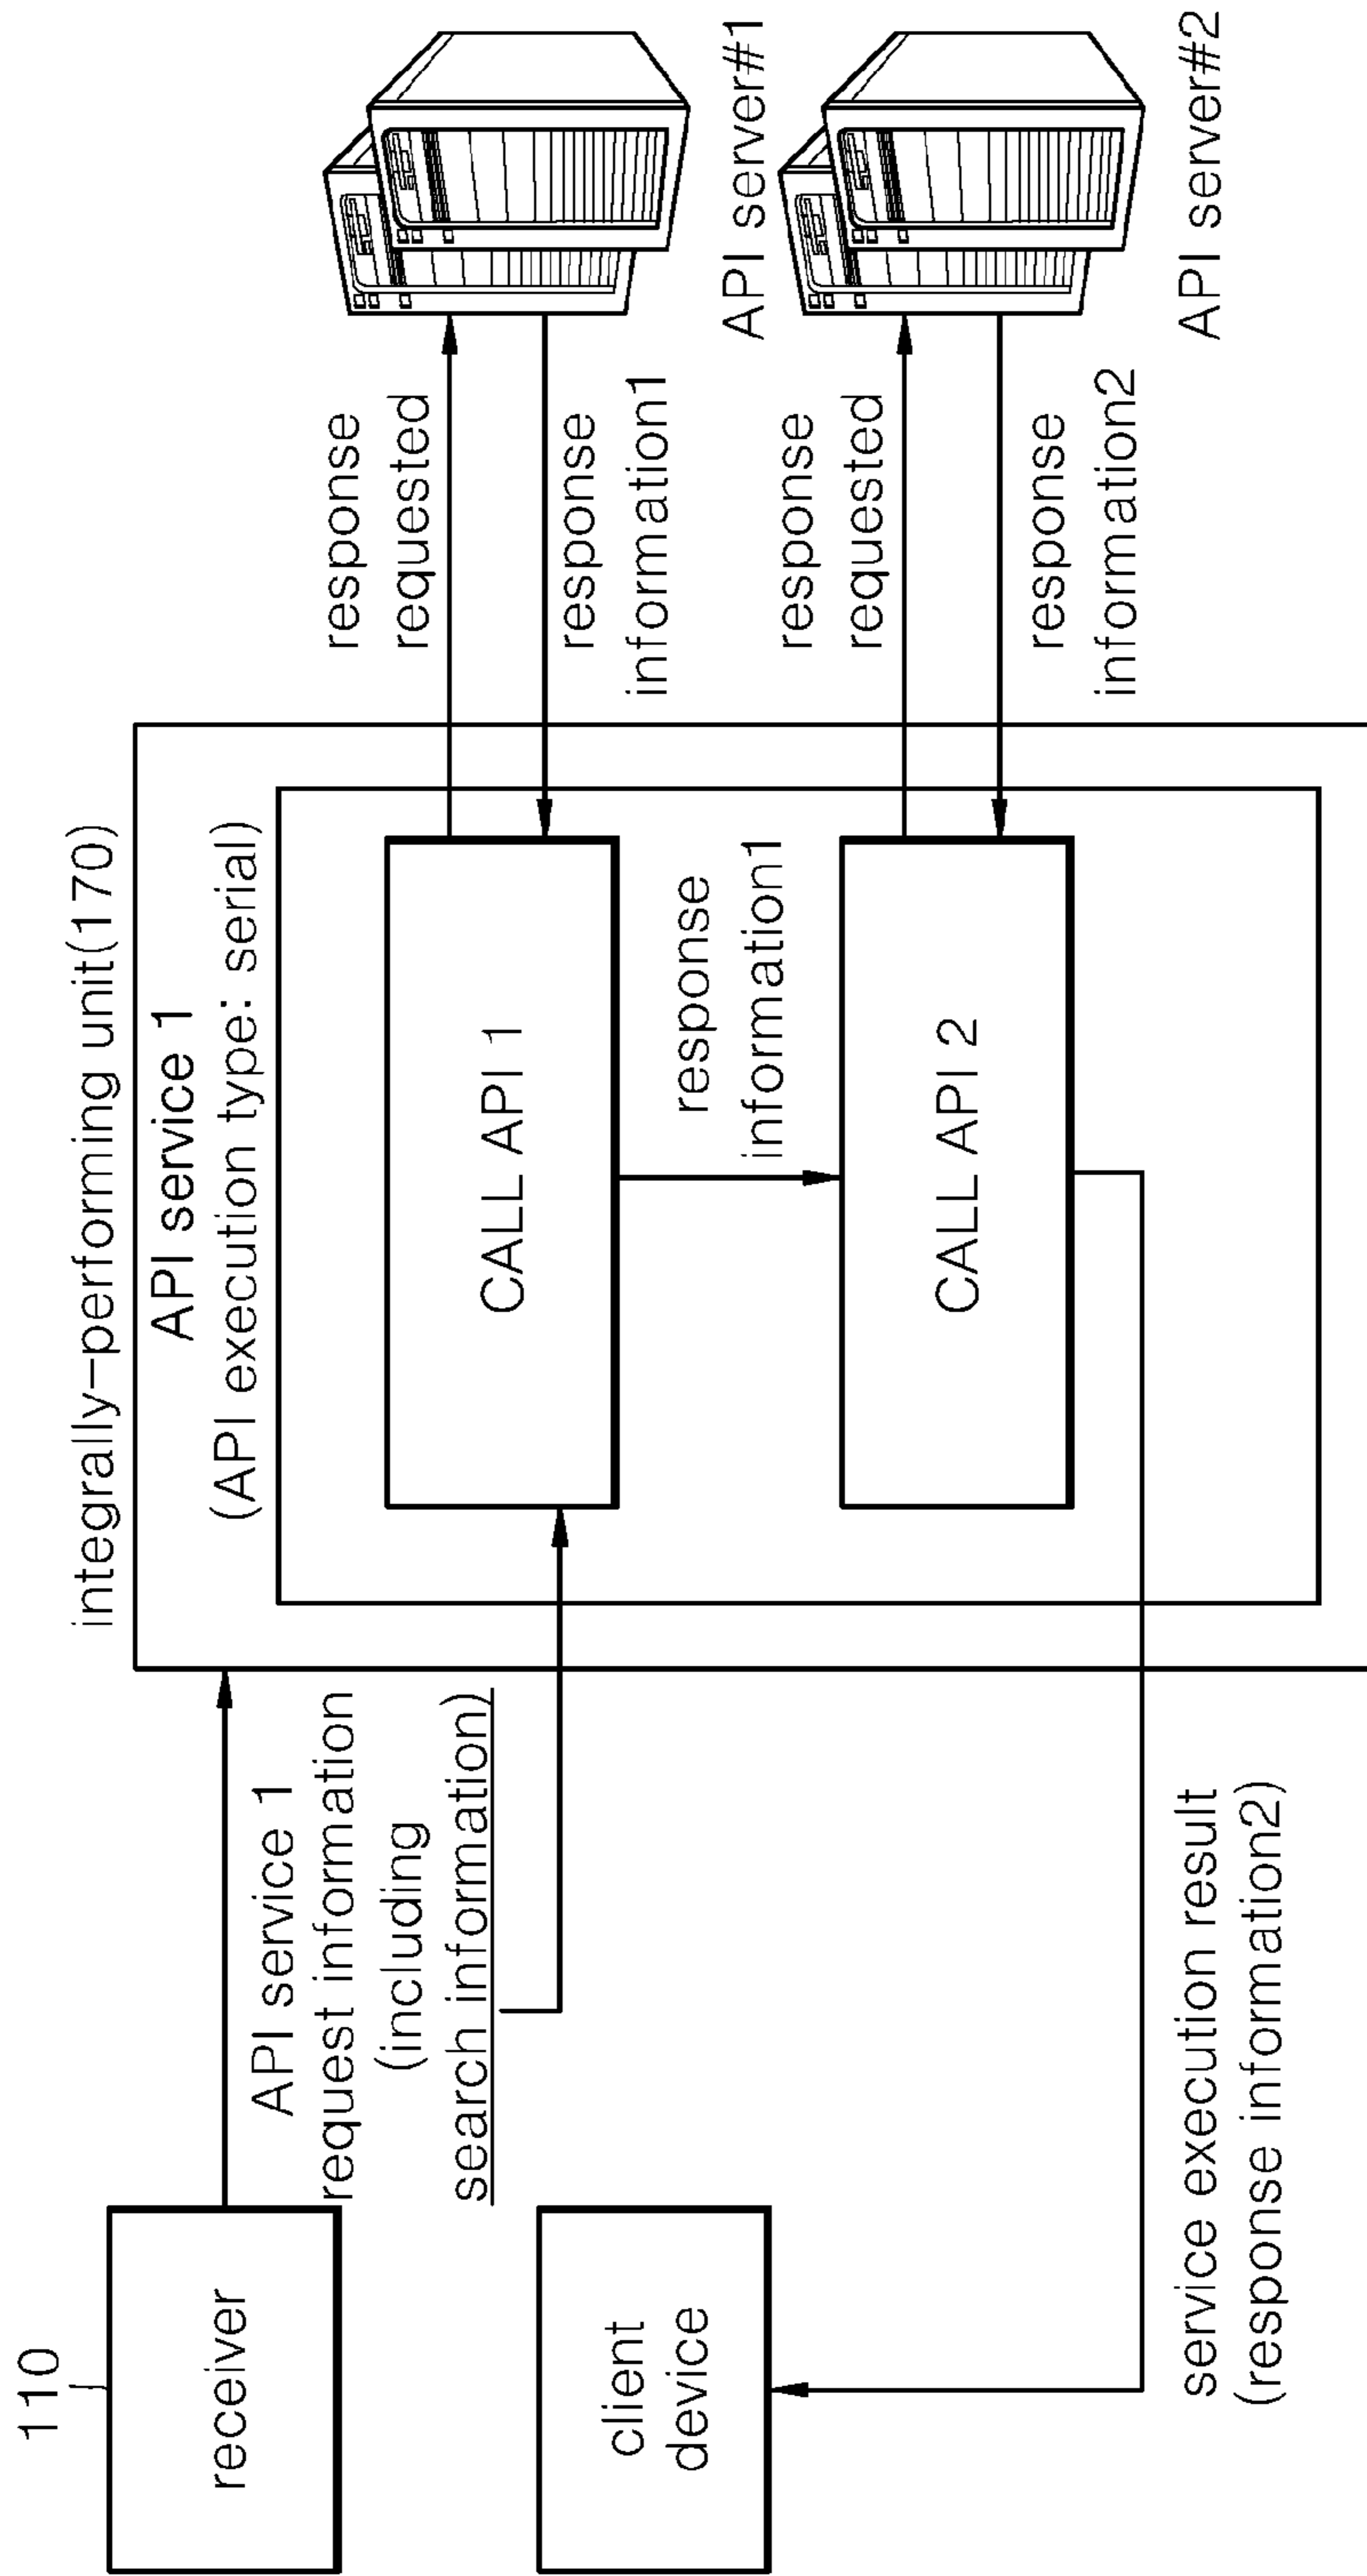 110
receiver
client
device
API service 1
request information
(including
search information)
service execution result
(response information2)
integrally-performing unit(170)
API service 1
(API execution type: serial)
CALL API 1
response
information1
CALL API 2
response
requested
response
information1
response
requested
response
information2
API server#1
API server#2